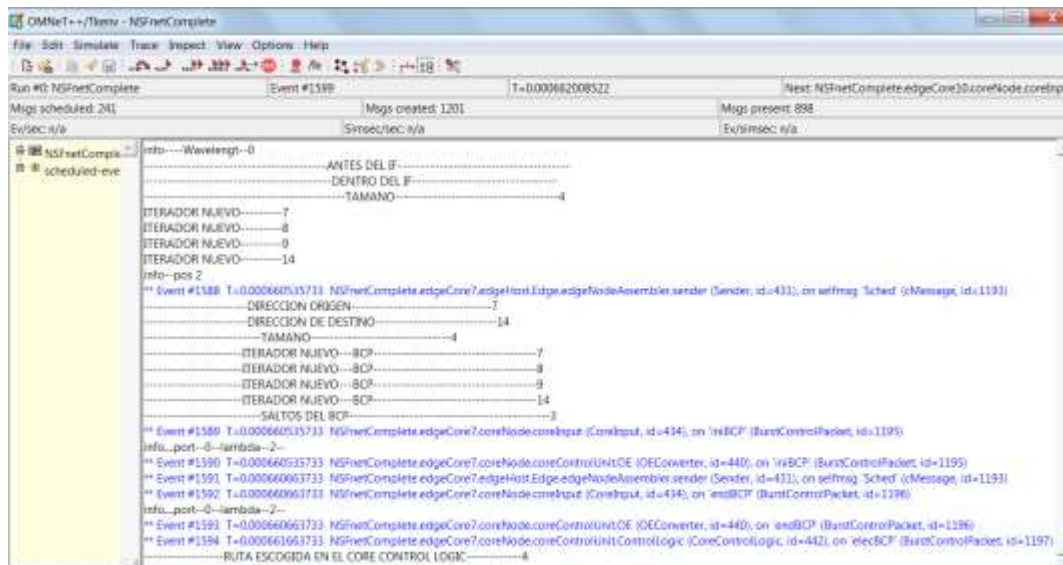 OMNeT++/Tkenv - NSFnetComplete
File Edit Simulate Trace Inspect View Options Help
Run #0: NSFnetComplete Event #1599 T=0.000662008522 Next: NSFnetComplete.edgeCore10.coreNode.coreInp
Msgs scheduled: 241 Msgs created: 1201 Msgs present: 898
Ev/sec: n/a Simsec/sec: n/a Ev/simsec: n/a
NSFnetComple
scheduled-eve
info----Wavelengt--0
----------ANTES DEL IF----------
----------DENTRO DEL IF----------
----------TAMANO----------4
ITERADOR NUEVO----------7
ITERADOR NUEVO----------8
ITERADOR NUEVO----------9
ITERADOR NUEVO----------14
info--pos 2
** Event #1588 T=0.000660535733 NSFnetComplete.edgeCore7.edgeHost.Edge.edgeNodeAssembler.sender (Sender, id=431), on selfmsg 'Sched' (cMessage, id=1193)
----------DIRECCION ORIGEN----------7
----------DIRECCION DE DESTINO----------14
----------TAMANO----------4
----------ITERADOR NUEVO---BCP----------7
----------ITERADOR NUEVO---BCP----------8
----------ITERADOR NUEVO---BCP----------9
----------ITERADOR NUEVO---BCP----------14
----------SALTOS DEL BCP----------3
** Event #1589 T=0.000660535733 NSFnetComplete.edgeCore7.coreNode.coreInput (CoreInput, id=434), on 'iniBCP' (BurstControlPacket, id=1195)
info...port--0--lambda--2--
** Event #1590 T=0.000660535733 NSFnetComplete.edgeCore7.coreNode.coreControlUnit.OE (OEConverter, id=440), on 'iniBCP' (BurstControlPacket, id=1195)
** Event #1591 T=0.000660663733 NSFnetComplete.edgeCore7.edgeHost.Edge.edgeNodeAssembler.sender (Sender, id=431), on selfmsg 'Sched' (cMessage, id=1193)
** Event #1592 T=0.000660663733 NSFnetComplete.edgeCore7.coreNode.coreInput (CoreInput, id=434), on 'endBCP' (BurstControlPacket, id=1196)
info...port--0--lambda--2--
** Event #1593 T=0.000660663733 NSFnetComplete.edgeCore7.coreNode.coreControlUnit.OE (OEConverter, id=440), on 'endBCP' (BurstControlPacket, id=1196)
** Event #1594 T=0.000661663733 NSFnetComplete.edgeCore7.coreNode.coreControlUnit.ControlLogic (CoreControlLogic, id=442), on 'elecBCP' (BurstControlPacket, id=1197)
----------RUTA ESCOGIDA EN EL CORE CONTROL LOGIC----------4